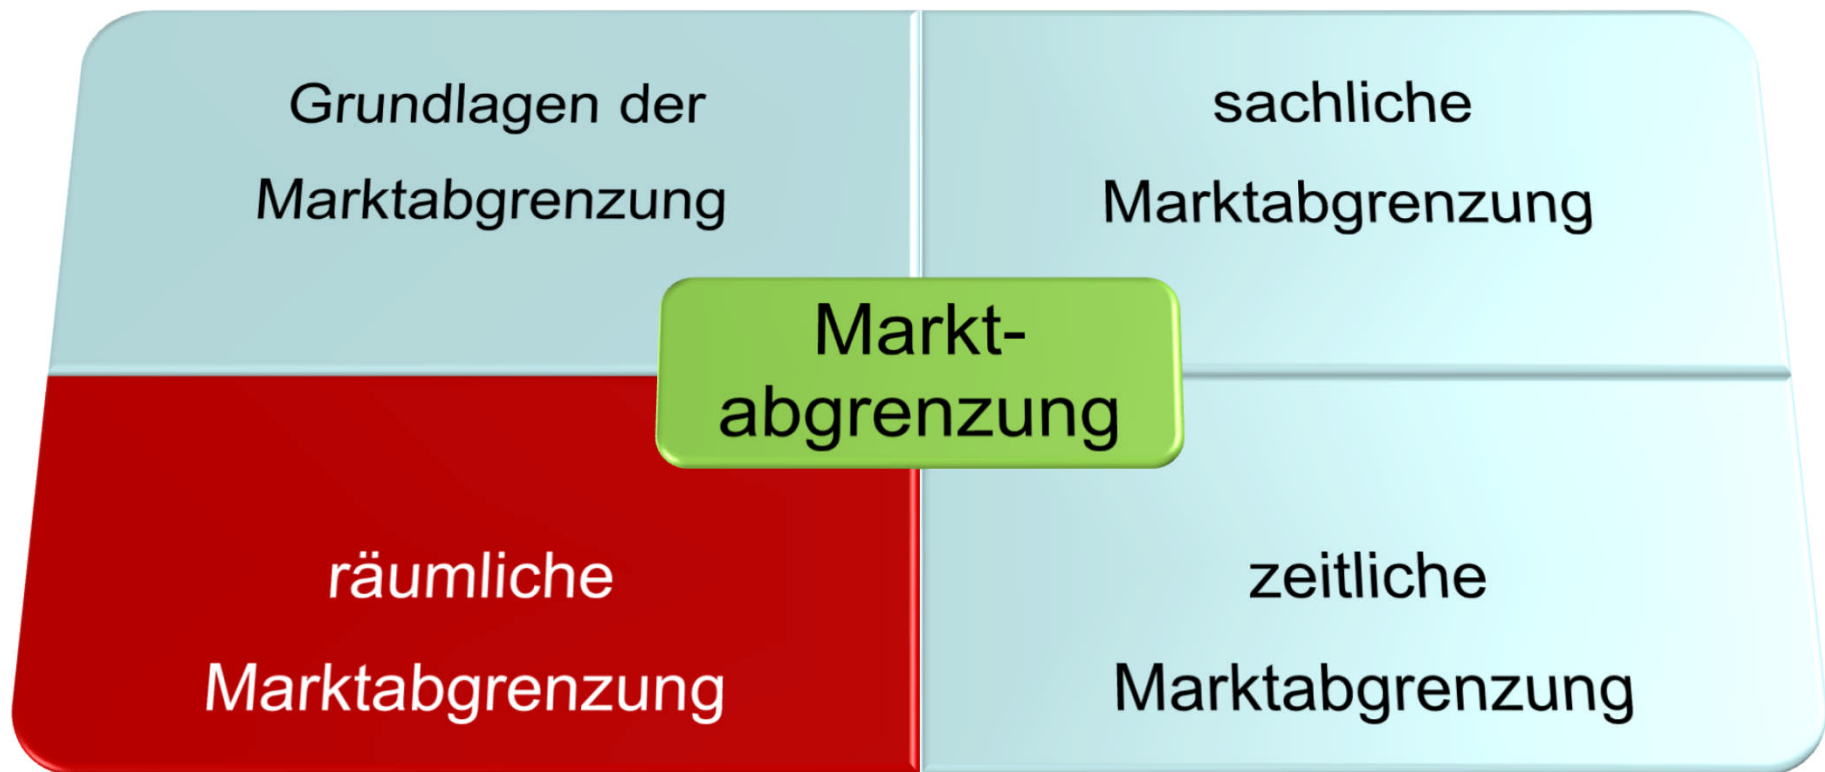 Grundlagen der
Marktabgrenzung
sachliche
Marktabgrenzung
Markt-
abgrenzung
räumliche
Marktabgrenzung
zeitliche
Marktabgrenzung